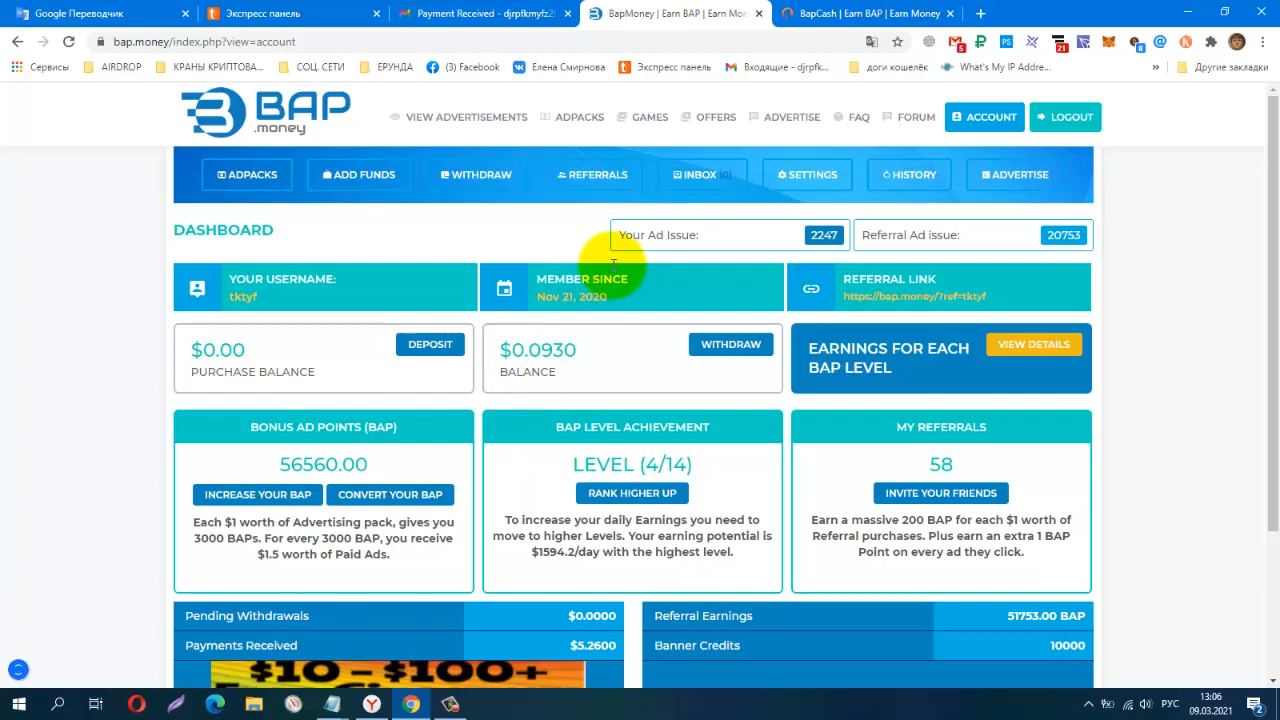 Google Переводчик
Экспресс панель
Payment Received - djrpfkmyfz2
BapMoney | Earn BAP | Earn Mon
BapCash | Earn BAP | Earn Money
bap.money/index.php?view=account
Сервисы
AIRDROP
КРАНЫ КРИПТОВА...
СОЦ. СЕТИ
ЕРУНДА
(3) Facebook
Елена Смирнова
Экспресс панель
Входящие - djrpfk...
доги кошелёк
What's My IP Addre...
Другие закладки
BAP
.money
VIEW ADVERTISEMENTS
ADPACKS
GAMES
OFFERS
ADVERTISE
FAQ
FORUM
ACCOUNT
LOGOUT
ADPACKS
ADD FUNDS
WITHDRAW
REFERRALS
INBOX (0)
SETTINGS
HISTORY
ADVERTISE
DASHBOARD
Your Ad Issue: 2247
Referral Ad issue: 20753
YOUR USERNAME:
tktyf
MEMBER SINCE
Nov 21, 2020
REFERRAL LINK
https://bap.money/?ref=tktyf
$0.00
DEPOSIT
PURCHASE BALANCE
$0.0930
WITHDRAW
BALANCE
EARNINGS FOR EACH
BAP LEVEL
VIEW DETAILS
BONUS AD POINTS (BAP)
56560.00
INCREASE YOUR BAP
CONVERT YOUR BAP
Each $1 worth of Advertising pack, gives you
3000 BAPs. For every 3000 BAP, you receive
$1.5 worth of Paid Ads.
BAP LEVEL ACHIEVEMENT
LEVEL (4/14)
RANK HIGHER UP
To increase your daily Earnings you need to
move to higher Levels. Your earning potential is
$1594.2/day with the highest level.
MY REFERRALS
58
INVITE YOUR FRIENDS
Earn a massive 200 BAP for each $1 worth of
Referral purchases. Plus earn an extra 1 BAP
Point on every ad they click.
Pending Withdrawals $0.0000
Payments Received $5.2600
Referral Earnings 51753.00 BAP
Banner Credits 10000
$10 – $100+
РУС
13:06
09.03.2021